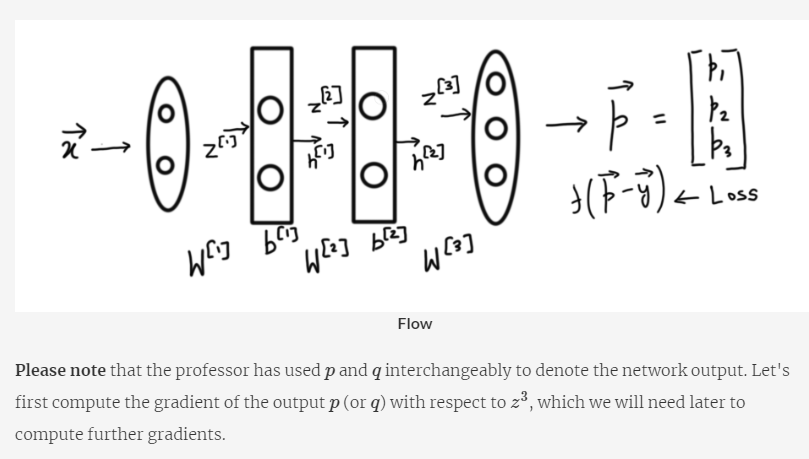 x⃗ → z^[1] → h^[1] → z^[2] → h^[2] → z^[3] → → p⃗ = [p₁ p₂ p₃]
f(p⃗-y⃗) ← Loss
W^[1] b^[1] W^[2] b^[2] W^[3]
Flow
Please note that the professor has used p and q interchangeably to denote the network output. Let's
first compute the gradient of the output p (or q) with respect to z³, which we will need later to
compute further gradients.